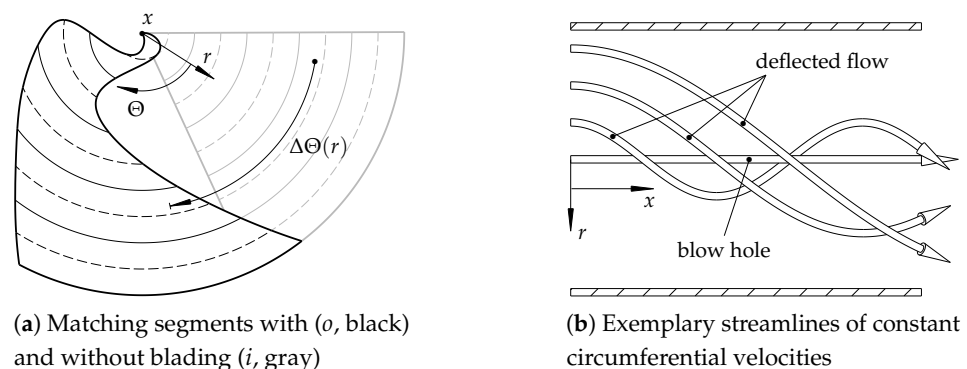 x
r
Θ
ΔΘ(r)
(a) Matching segments with (o, black)
and without blading (i, gray)
deflected flow
x
r
blow hole
(b) Exemplary streamlines of constant
circumferential velocities